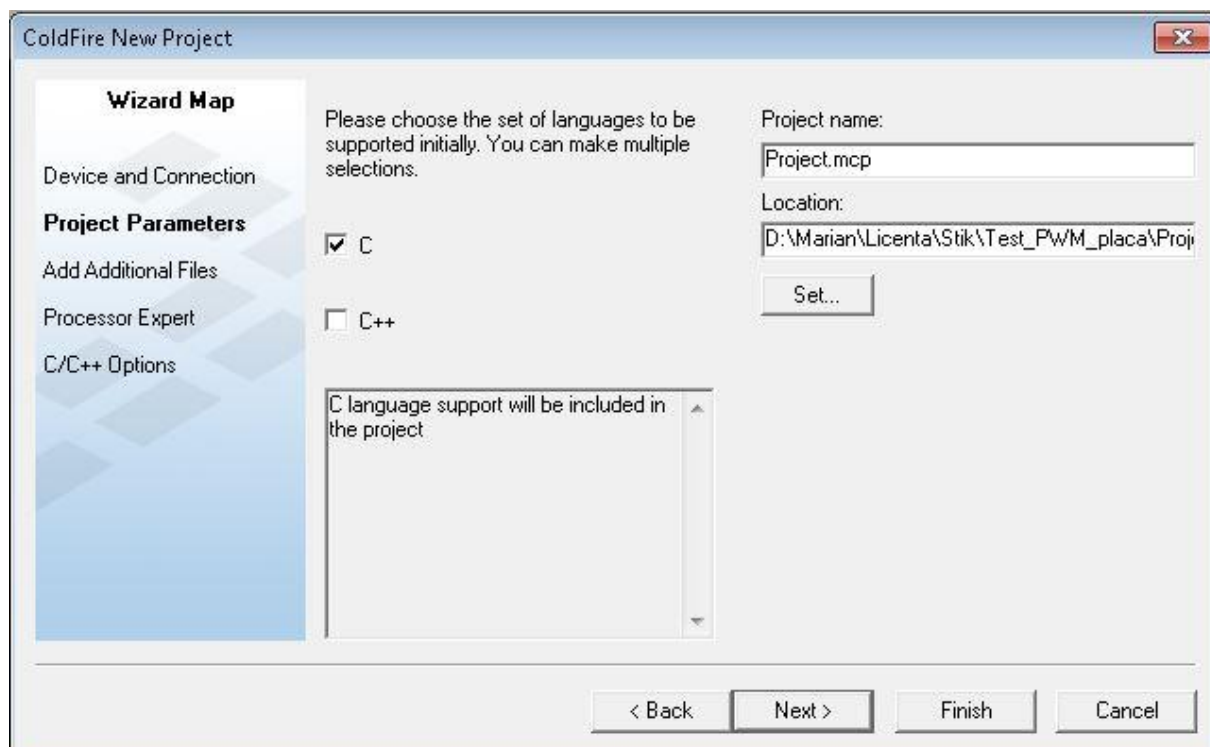 ColdFire New Project
Wizard Map
Device and Connection
Project Parameters
Add Additional Files
Processor Expert
C/C++ Options
Please choose the set of languages to be
supported initially. You can make multiple
selections.
C
C++
C language support will be included in
the project
Project name:
Project.mcp
Location:
D:\Marian\Licenta\Stik\Test_PWM_placa\Proj
Set...
< Back
Next >
Finish
Cancel